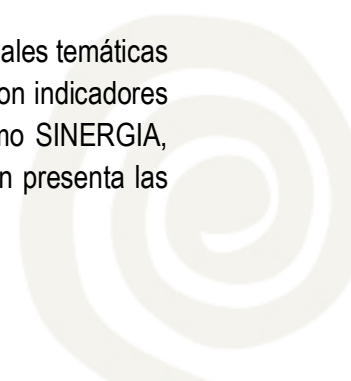 ales temáticas
on indicadores
no SINERGIA,
n presenta las